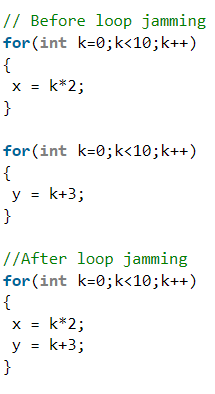 // Before loop jamming
for(int k=0;k<10;k++)
{
 x = k*2;
}

for(int k=0;k<10;k++)
{
 y = k+3;
}

//After loop jamming
for(int k=0;k<10;k++)
{
 x = k*2;
 y = k+3;
}